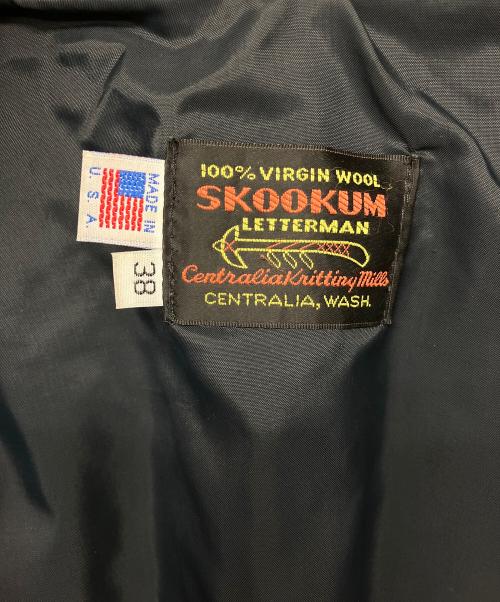 100% VIRGIN WOOL
SKOOKUM
LETTERMAN
Centralia Knitting Mills
CENTRALIA, WASH.
MADE IN
U.S.A.
38